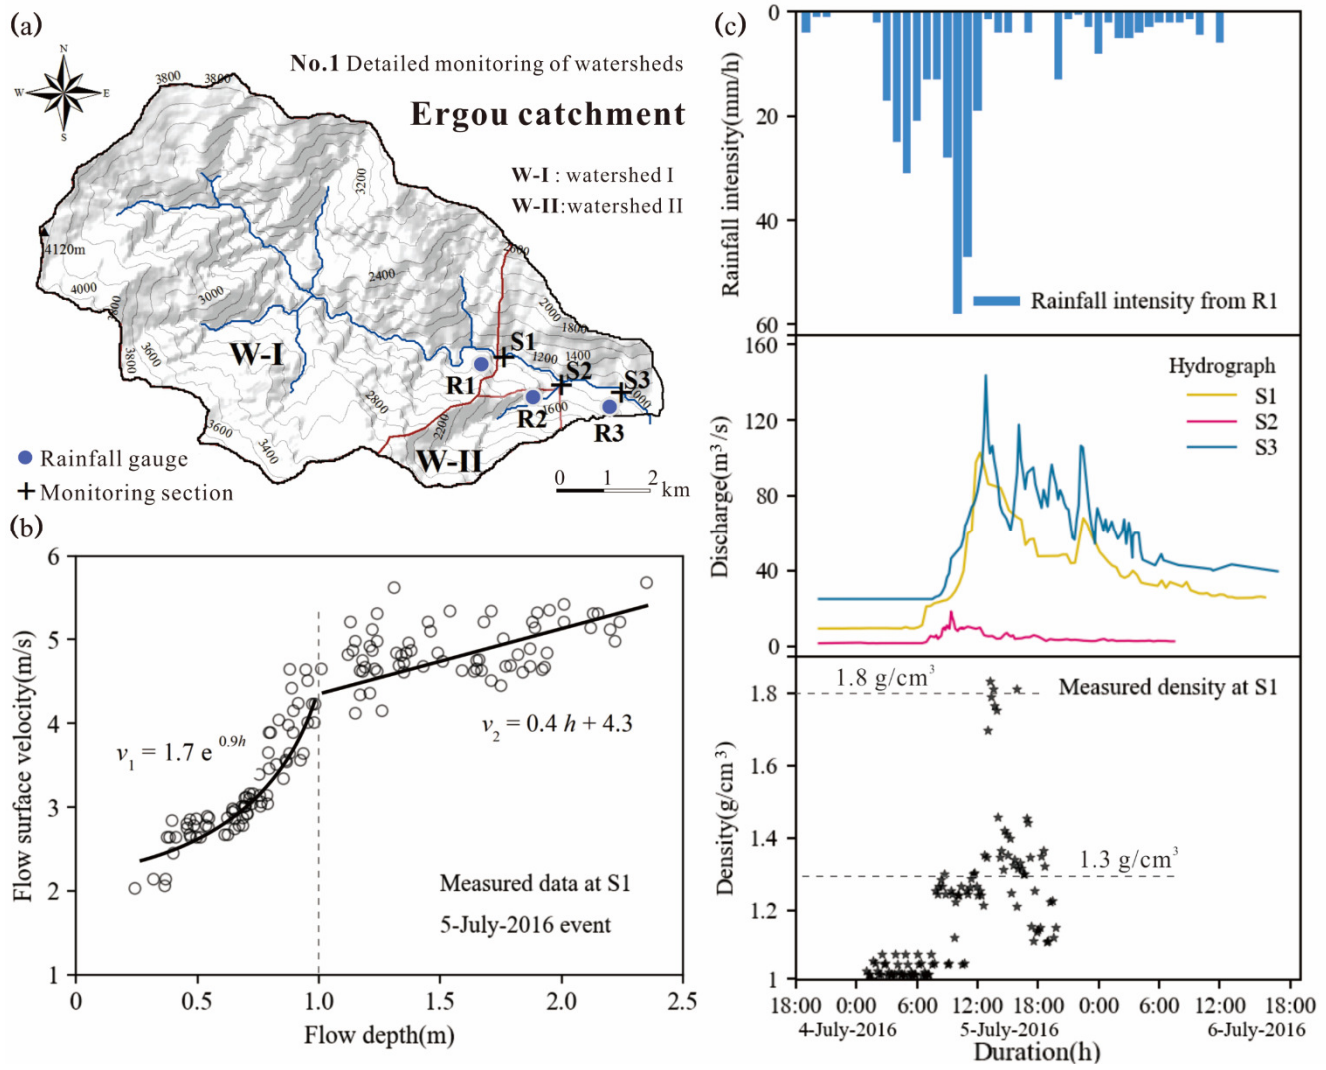 (a)
N
W
E
S
No.1 Detailed monitoring of watersheds
Ergou catchment
W-I : watershed I
W-II:watershed II
3800
3800
3200
4120m
4000
3800
3800
3600
3000
2400
2600
2000
1800
1400
1200
1000
1600
2800
2200
3600
3400
W-I
W-II
S1
S2
S3
R1
R2
R3
Rainfall gauge
Monitoring section
0 1 2
km
(b)
Flow surface velocity(m/s)
6
5
4
3
2
1
v1 = 1.7 e 0.9h
v2 = 0.4 h + 4.3
Measured data at S1
5-July-2016 event
0 0.5 1.0 1.5 2.0 2.5
Flow depth(m)
(c)
Rainfall intensity(mm/h)
0
20
40
60
Rainfall intensity from R1
Discharge(m3/s)
160
120
80
40
0
Hydrograph
S1
S2
S3
Density(g/cm3)
1.8
1.6
1.4
1.2
1
1.8 g/cm3
Measured density at S1
1.3 g/cm3
18:00 0:00 6:00 12:00 18:00 0:00 6:00 12:00 18:00
4-July-2016 5-July-2016 6-July-2016
Duration(h)